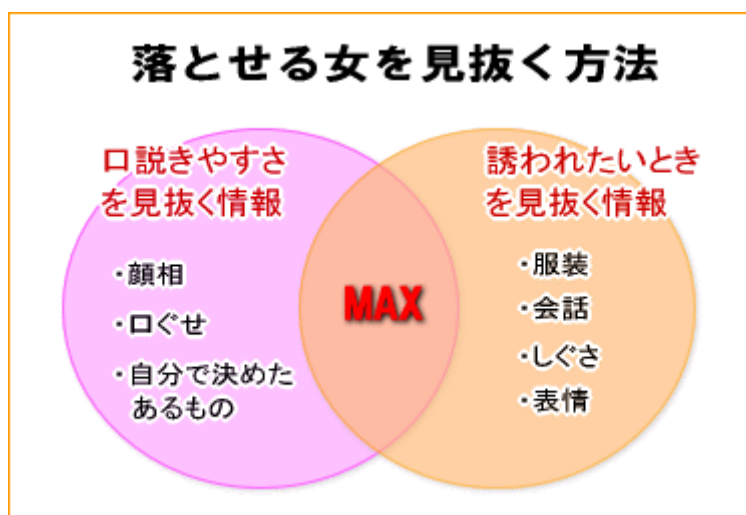 落とせる女を見抜く方法
口説きやすさ
を見抜く情報
・顔相
・口ぐせ
・自分で決めた
あるもの
MAX
誘われたいとき
を見抜く情報
・服装
・会話
・しぐさ
・表情